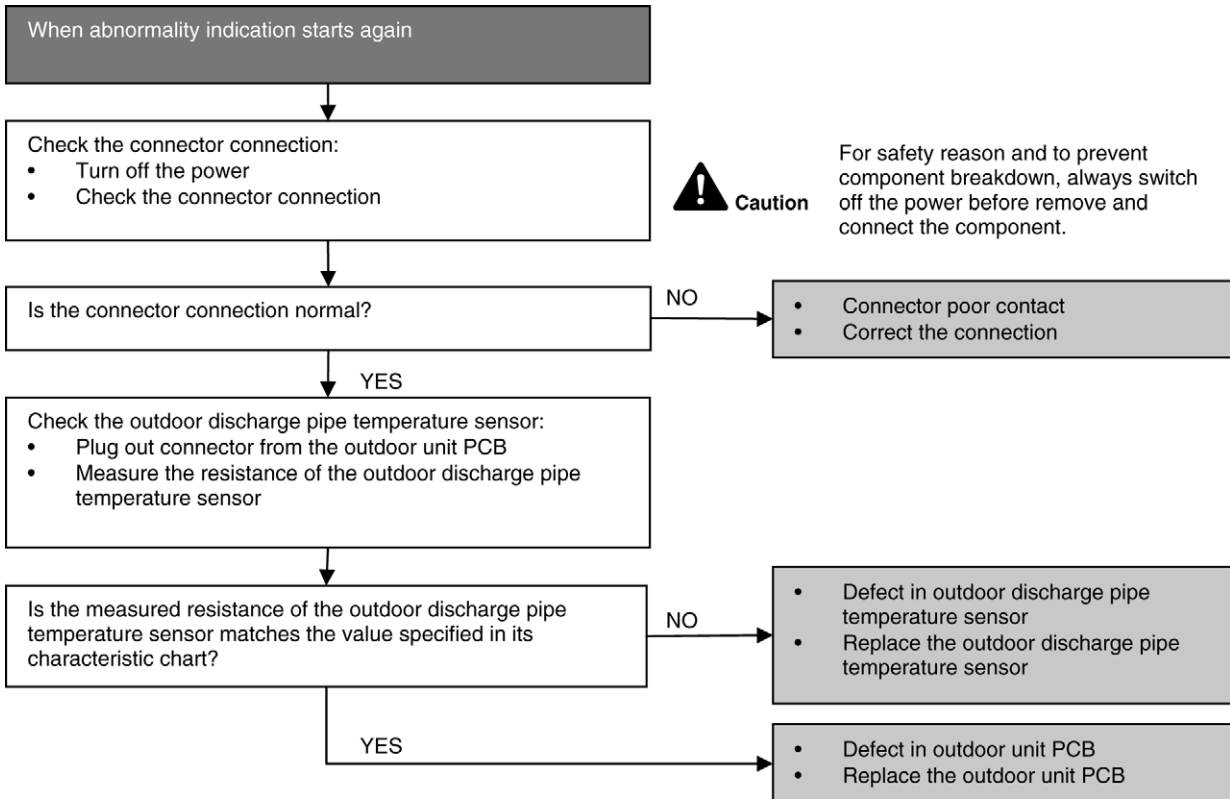 When abnormality indication starts again
Check the connector connection:
• Turn off the power
• Check the connector connection
Caution
For safety reason and to prevent
component breakdown, always switch
off the power before remove and
connect the component.
Is the connector connection normal?
NO
• Connector poor contact
• Correct the connection
YES
Check the outdoor discharge pipe temperature sensor:
• Plug out connector from the outdoor unit PCB
• Measure the resistance of the outdoor discharge pipe
temperature sensor
Is the measured resistance of the outdoor discharge pipe
temperature sensor matches the value specified in its
characteristic chart?
NO
• Defect in outdoor discharge pipe
temperature sensor
• Replace the outdoor discharge pipe
temperature sensor
YES
• Defect in outdoor unit PCB
• Replace the outdoor unit PCB